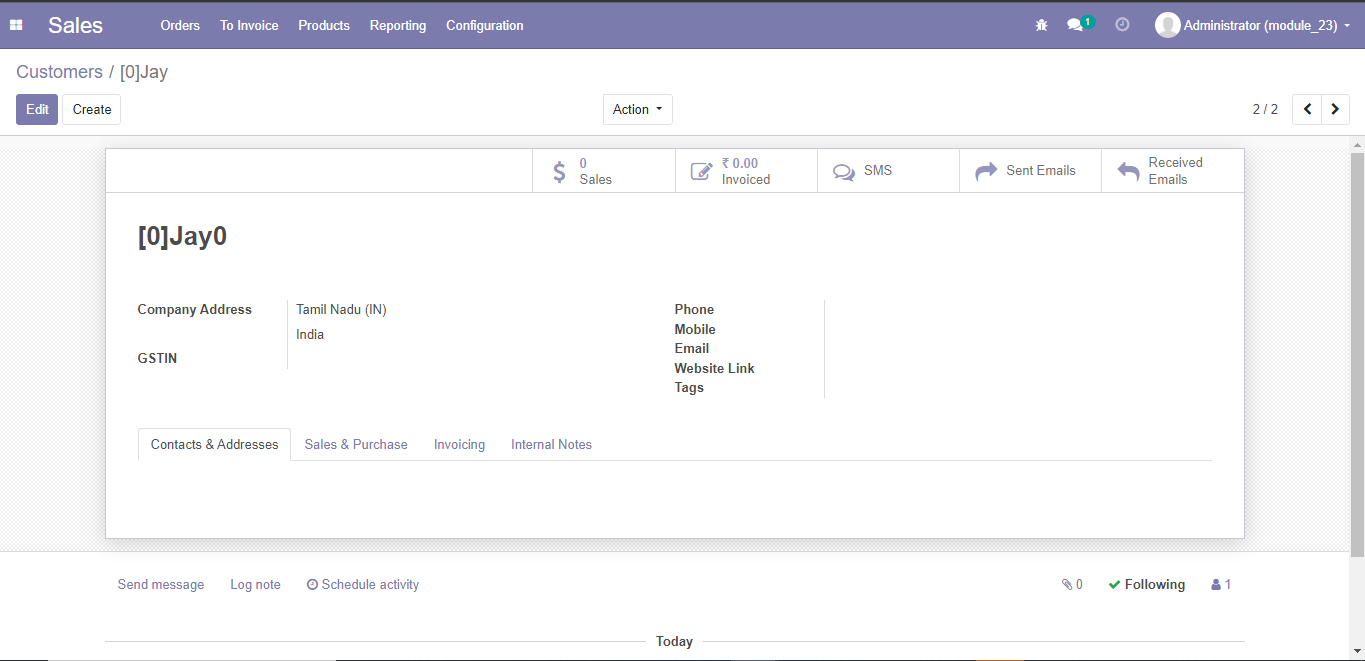 Sales Orders To Invoice Products Reporting Configuration 1 Administrator (module_23)
Customers / [0]Jay
Edit Create Action 2 / 2
0
Sales
₹ 0.00
Invoiced
SMS
Sent Emails
Received
Emails
[0]Jay0
Company Address Tamil Nadu (IN)
India
GSTIN
Phone
Mobile
Email
Website Link
Tags
Contacts & Addresses Sales & Purchase Invoicing Internal Notes
Send message Log note Schedule activity 0 Following 1
Today